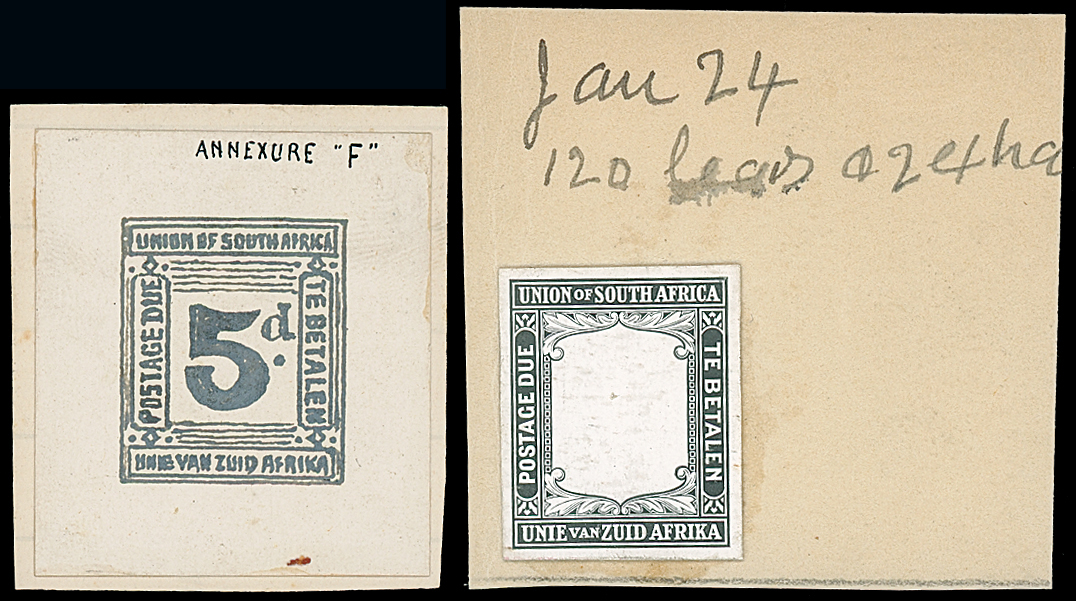 ANNEXURE "F"
UNION OF SOUTH AFRICA
POSTAGE DUE
5d.
TE BETALEN
UNIE VAN ZUID AFRIKA
Jan 24
120
UNION OF SOUTH AFRICA
POSTAGE DUE
TE BETALEN
UNIE VAN ZUID AFRIKA